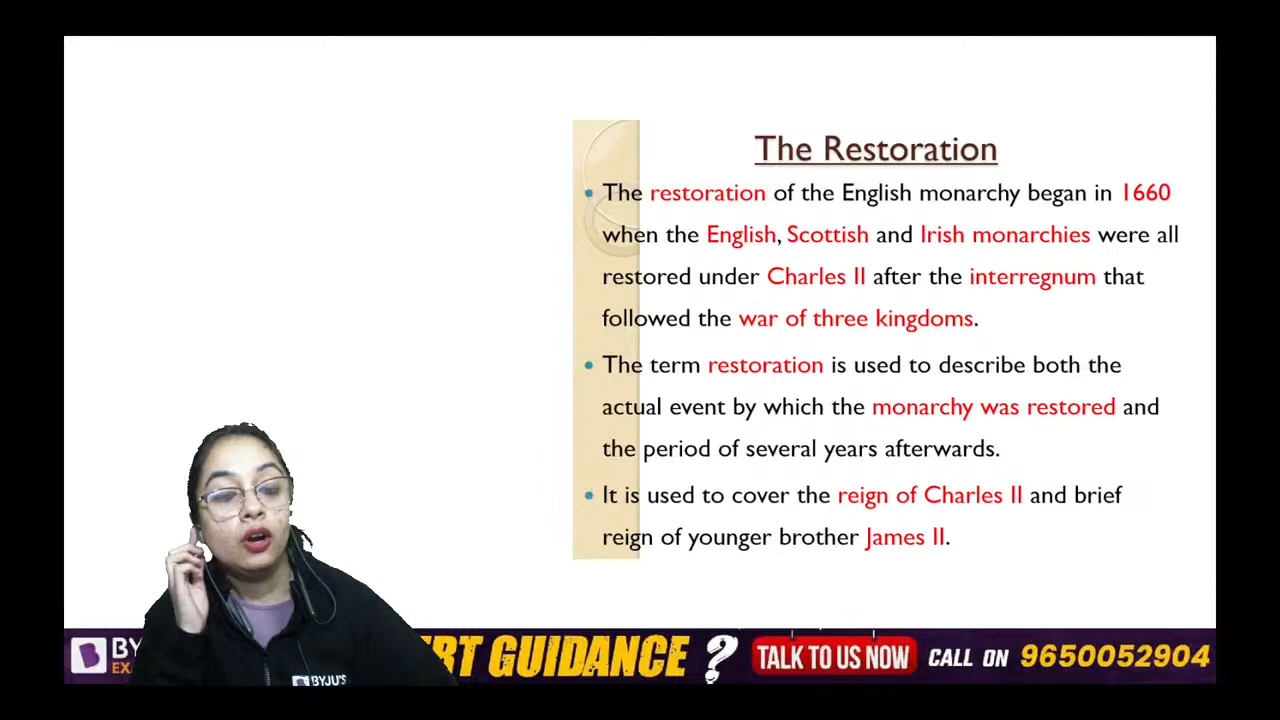 The Restoration
• The restoration of the English monarchy began in 1660
when the English, Scottish and Irish monarchies were all
restored under Charles II after the interregnum that
followed the war of three kingdoms.
• The term restoration is used to describe both the
actual event by which the monarchy was restored and
the period of several years afterwards.
• It is used to cover the reign of Charles II and brief
reign of younger brother James II.
BYJU'S
GUIDANCE ? TALK TO US NOW CALL ON 9650052904